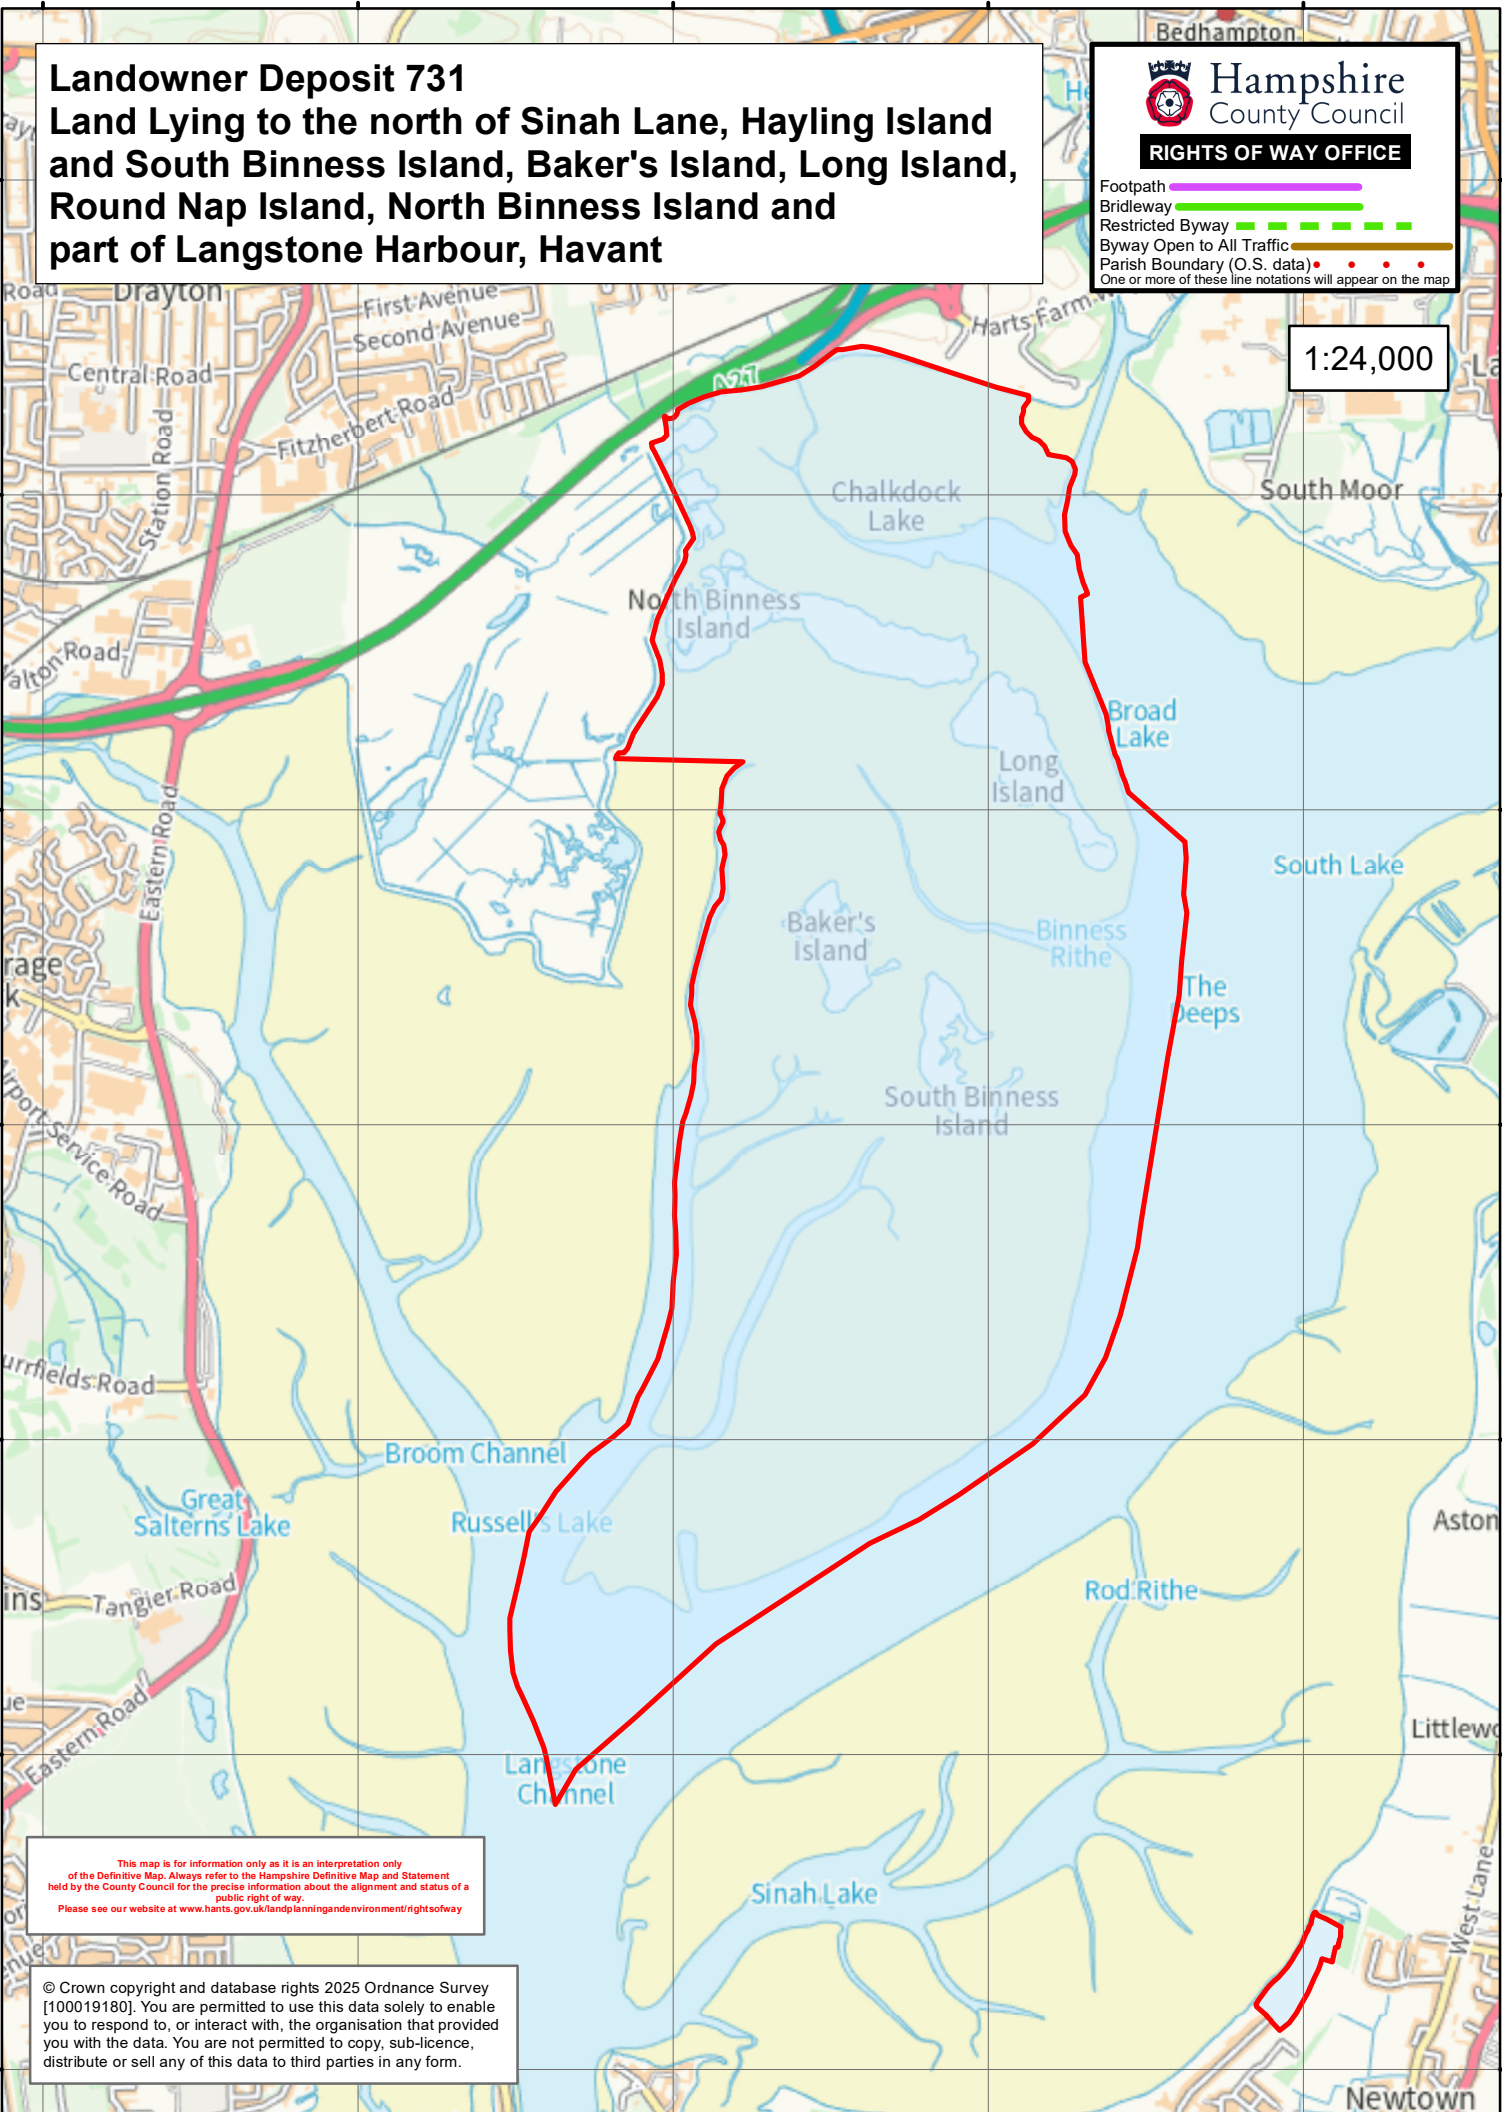 Bedhampton
Landowner Deposit 731
Land Lying to the north of Sinah Lane, Hayling Island
and South Binness Island, Baker's Island, Long Island,
Round Nap Island, North Binness Island and
part of Langstone Harbour, Havant
Hampshire
County Council
RIGHTS OF WAY OFFICE
Footpath
Bridleway
Restricted Byway
Byway Open to All Traffic
Parish Boundary (O.S. data)
One or more of these line notations will appear on the map
1:24,000
Road
Drayton
First Avenue
Second Avenue
Harts Farm W
Central Road
A27
Fitzherbert Road
Station Road
Chalkdock
Lake
South Moor
North Binness
Island
Walton Road
Broad
Lake
Long
Island
Eastern Road
South Lake
Baker's
Island
Binness
Rithe
rage
k
The
Deeps
South Binness
Island
irport Service Road
urrfields Road
Broom Channel
Great
Salterns Lake
Russell's Lake
Aston
Rod Rithe
ins
Tangier Road
ue
Eastern Road
Littlewo
Langstone
Channel
This map is for information only as it is an interpretation only
of the Definitive Map. Always refer to the Hampshire Definitive Map and Statement
held by the County Council for the precise information about the alignment and status of a
public right of way.
Please see our website at www.hants.gov.uk/landplanningandenvironment/rightsofway
Sinah Lake
West Lane
enue
© Crown copyright and database rights 2025 Ordnance Survey
[100019180]. You are permitted to use this data solely to enable
you to respond to, or interact with, the organisation that provided
you with the data. You are not permitted to copy, sub-licence,
distribute or sell any of this data to third parties in any form.
Newtown